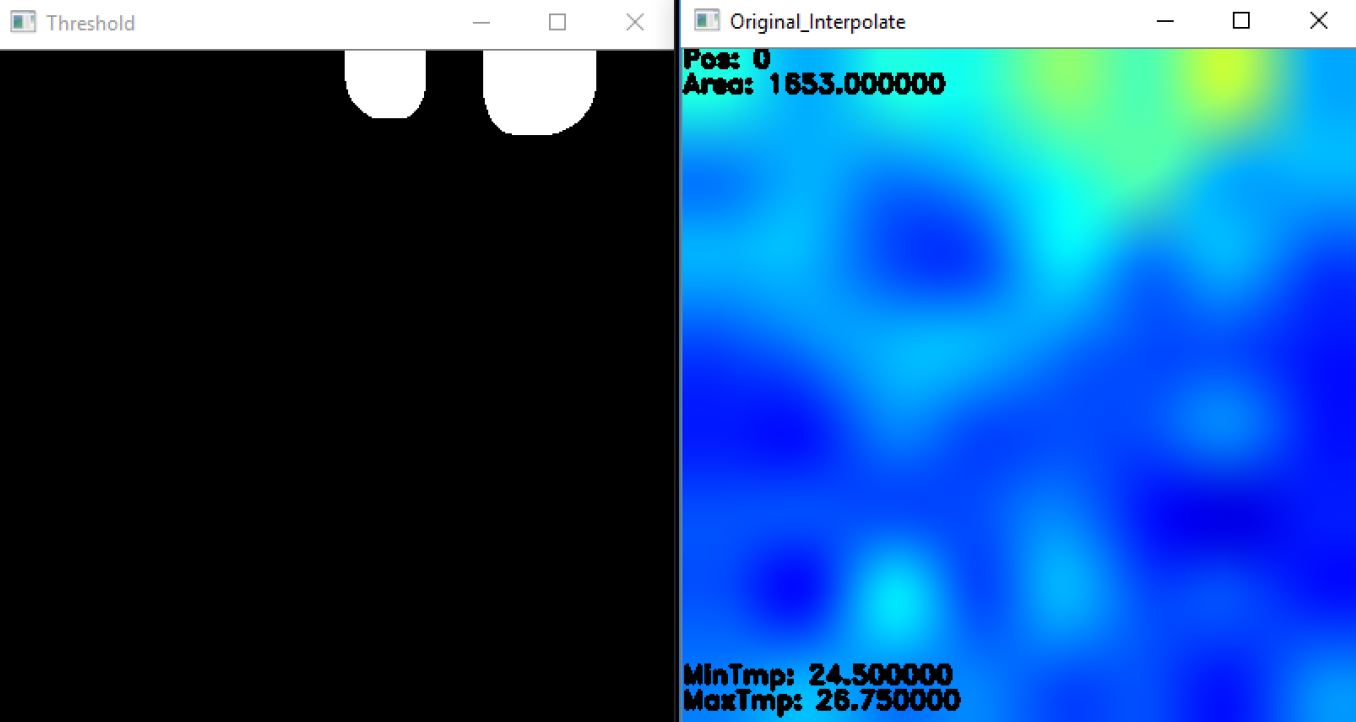 Threshold
Original_Interpolate
Pos: 0
Area: 1653.000000
MinTmp: 24.500000
MaxTmp: 26.750000